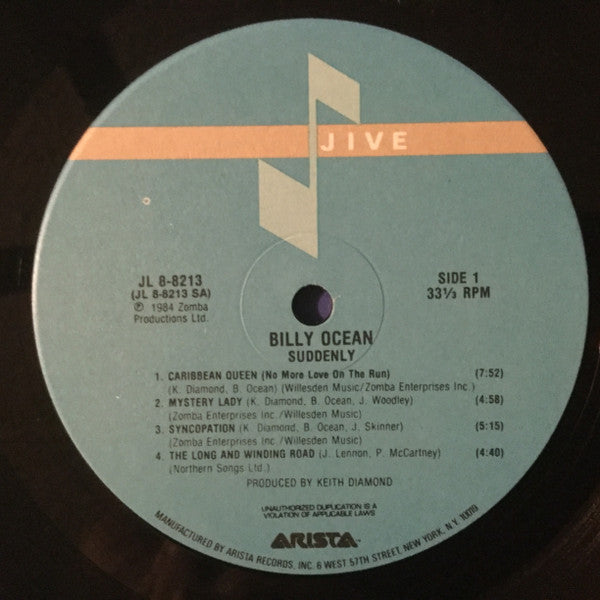 JIVE
JL 8-8213
(JL 8-8213 SA)
℗ 1984 Zomba
Productions Ltd.
SIDE 1
33⅓ RPM
BILLY OCEAN
SUDDENLY
1. CARIBBEAN QUEEN (No More Love On The Run) (7:52)
(K. Diamond, B. Ocean) (Willesden Music/Zomba Enterprises Inc.)
2. MYSTERY LADY (K. Diamond, B. Ocean, J. Woodley) (4:58)
(Zomba Enterprises Inc./Willesden Music)
3. SYNCOPATION (K. Diamond, B. Ocean, J. Skinner) (5:15)
(Zomba Enterprises Inc./Willesden Music)
4. THE LONG AND WINDING ROAD (J. Lennon, P. McCartney) (4:40)
(Northern Songs Ltd.)
PRODUCED BY KEITH DIAMOND
UNAUTHORIZED DUPLICATION IS A
VIOLATION OF APPLICABLE LAWS
ARISTA
MANUFACTURED BY ARISTA RECORDS, INC. 6 WEST 57TH STREET, NEW YORK, N.Y. 10019